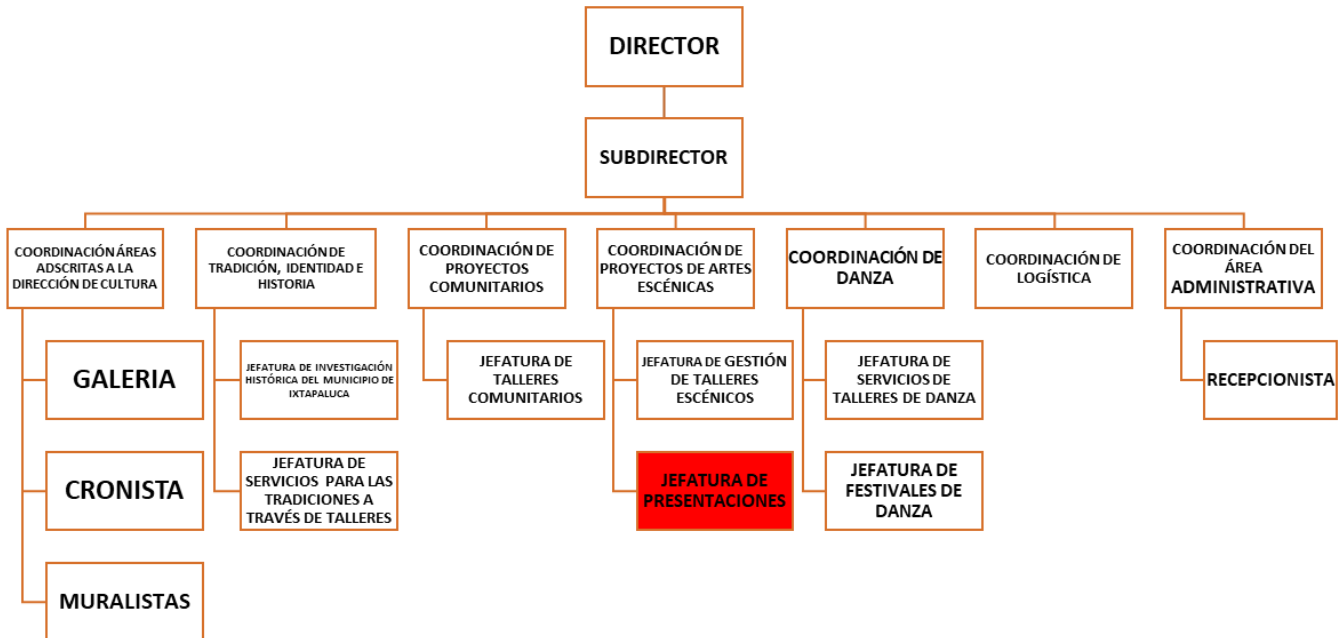 DIRECTOR
SUBDIRECTOR
COORDINACIÓN ÁREAS
ADSCRITAS A LA
DIRECCIÓN DE CULTURA
COORDINACIÓN DE
TRADICIÓN, IDENTIDAD E
HISTORIA
COORDINACIÓN DE
PROYECTOS
COMUNITARIOS
COORDINACIÓN DE
PROYECTOS DE ARTES
ESCÉNICAS
COORDINACIÓN DE
DANZA
COORDINACIÓN DE
LOGÍSTICA
COORDINACIÓN DEL
ÁREA
ADMINISTRATIVA
GALERIA
JEFATURA DE INVESTIGACIÓN
HISTÓRICA DEL MUNICIPIO DE
IXTAPALUCA
JEFATURA DE
TALLERES
COMUNITARIOS
JEFATURA DE GESTIÓN
DE TALLERES
ESCÉNICOS
JEFATURA DE
SERVICIOS DE
TALLERES DE DANZA
RECEPCIONISTA
CRONISTA
JEFATURA DE
SERVICIOS PARA LAS
TRADICIONES A
TRAVÉS DE TALLERES
JEFATURA DE
PRESENTACIONES
JEFATURA DE
FESTIVALES DE
DANZA
MURALISTAS